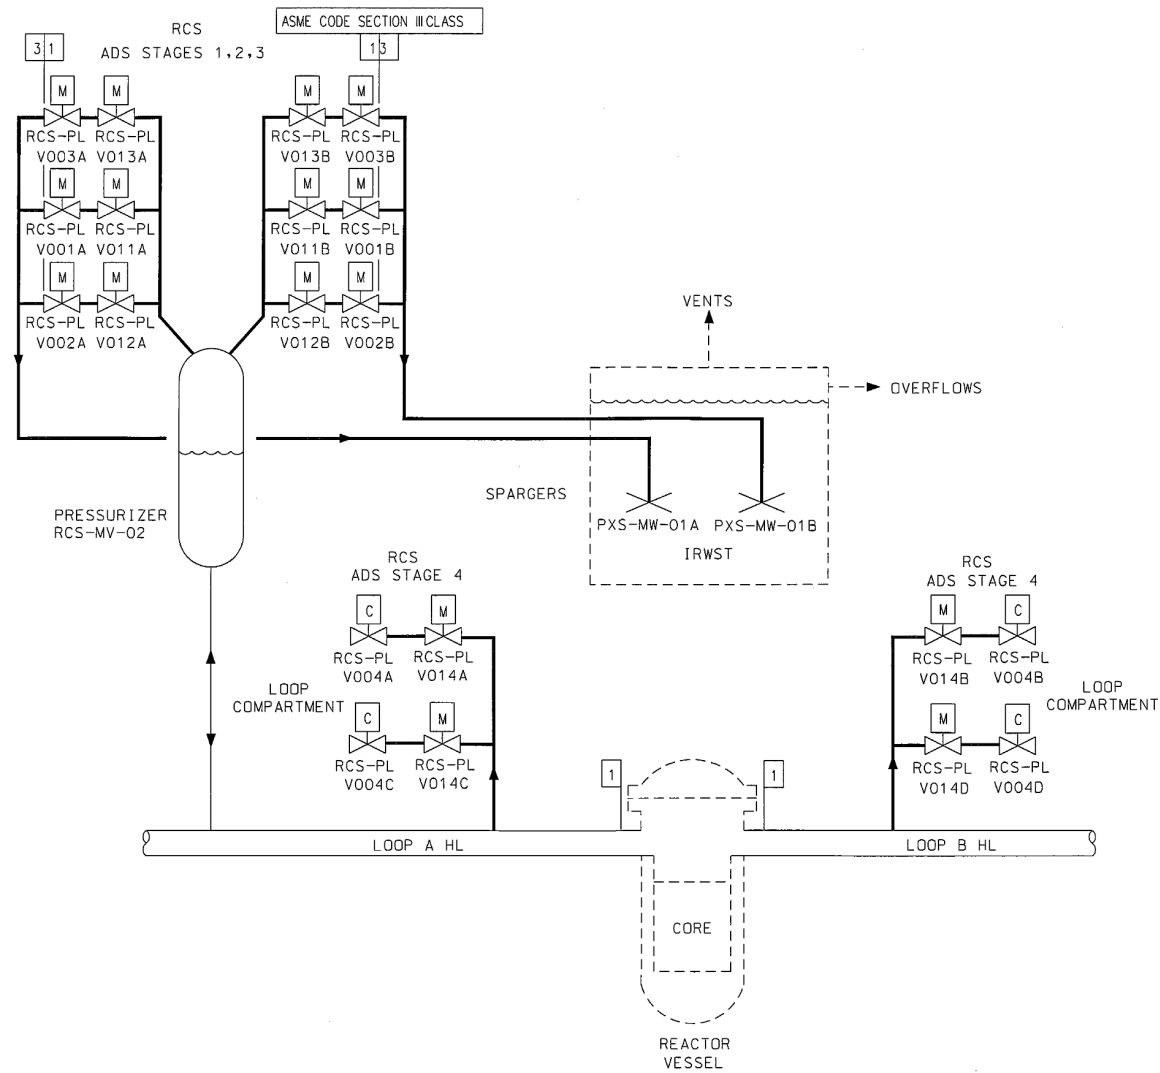 RCS
ADS STAGES 1,2,3
ASME CODE SECTION III CLASS
3 1
1 3
M M M M
RCS-PL RCS-PL RCS-PL RCS-PL
V003A V013A V013B V003B
M M M M
RCS-PL RCS-PL RCS-PL RCS-PL
V001A V011A V011B V001B
M M M M
RCS-PL RCS-PL RCS-PL RCS-PL
V002A V012A V012B V002B
VENTS
OVERFLOWS
SPARGERS
PXS-MW-01A PXS-MW-01B
IRWST
PRESSURIZER
RCS-MV-02
RCS
ADS STAGE 4
C M
RCS-PL RCS-PL
V004A V014A
LOOP
COMPARTMENT
C M
RCS-PL RCS-PL
V004C V014C
RCS
ADS STAGE 4
M C
RCS-PL RCS-PL
V014B V004B
LOOP
COMPARTMENT
M C
RCS-PL RCS-PL
V014D V004D
1 1
LOOP A HL
LOOP B HL
CORE
REACTOR
VESSEL